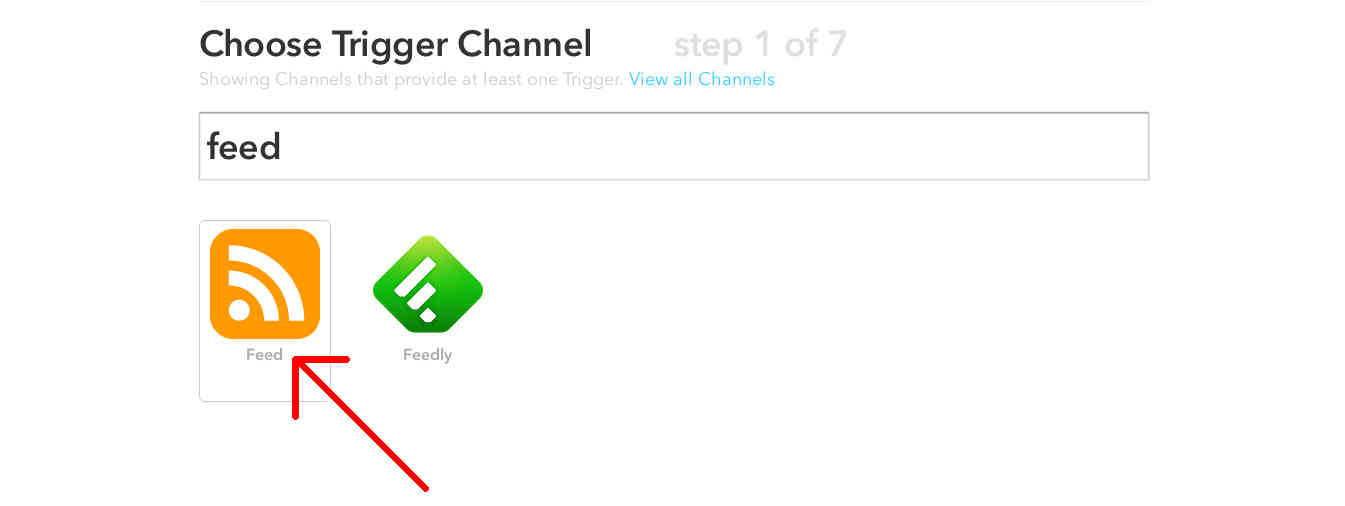 Choose Trigger Channel step 1 of 7
Showing Channels that provide at least one Trigger. View all Channels
feed
Feed Feedly